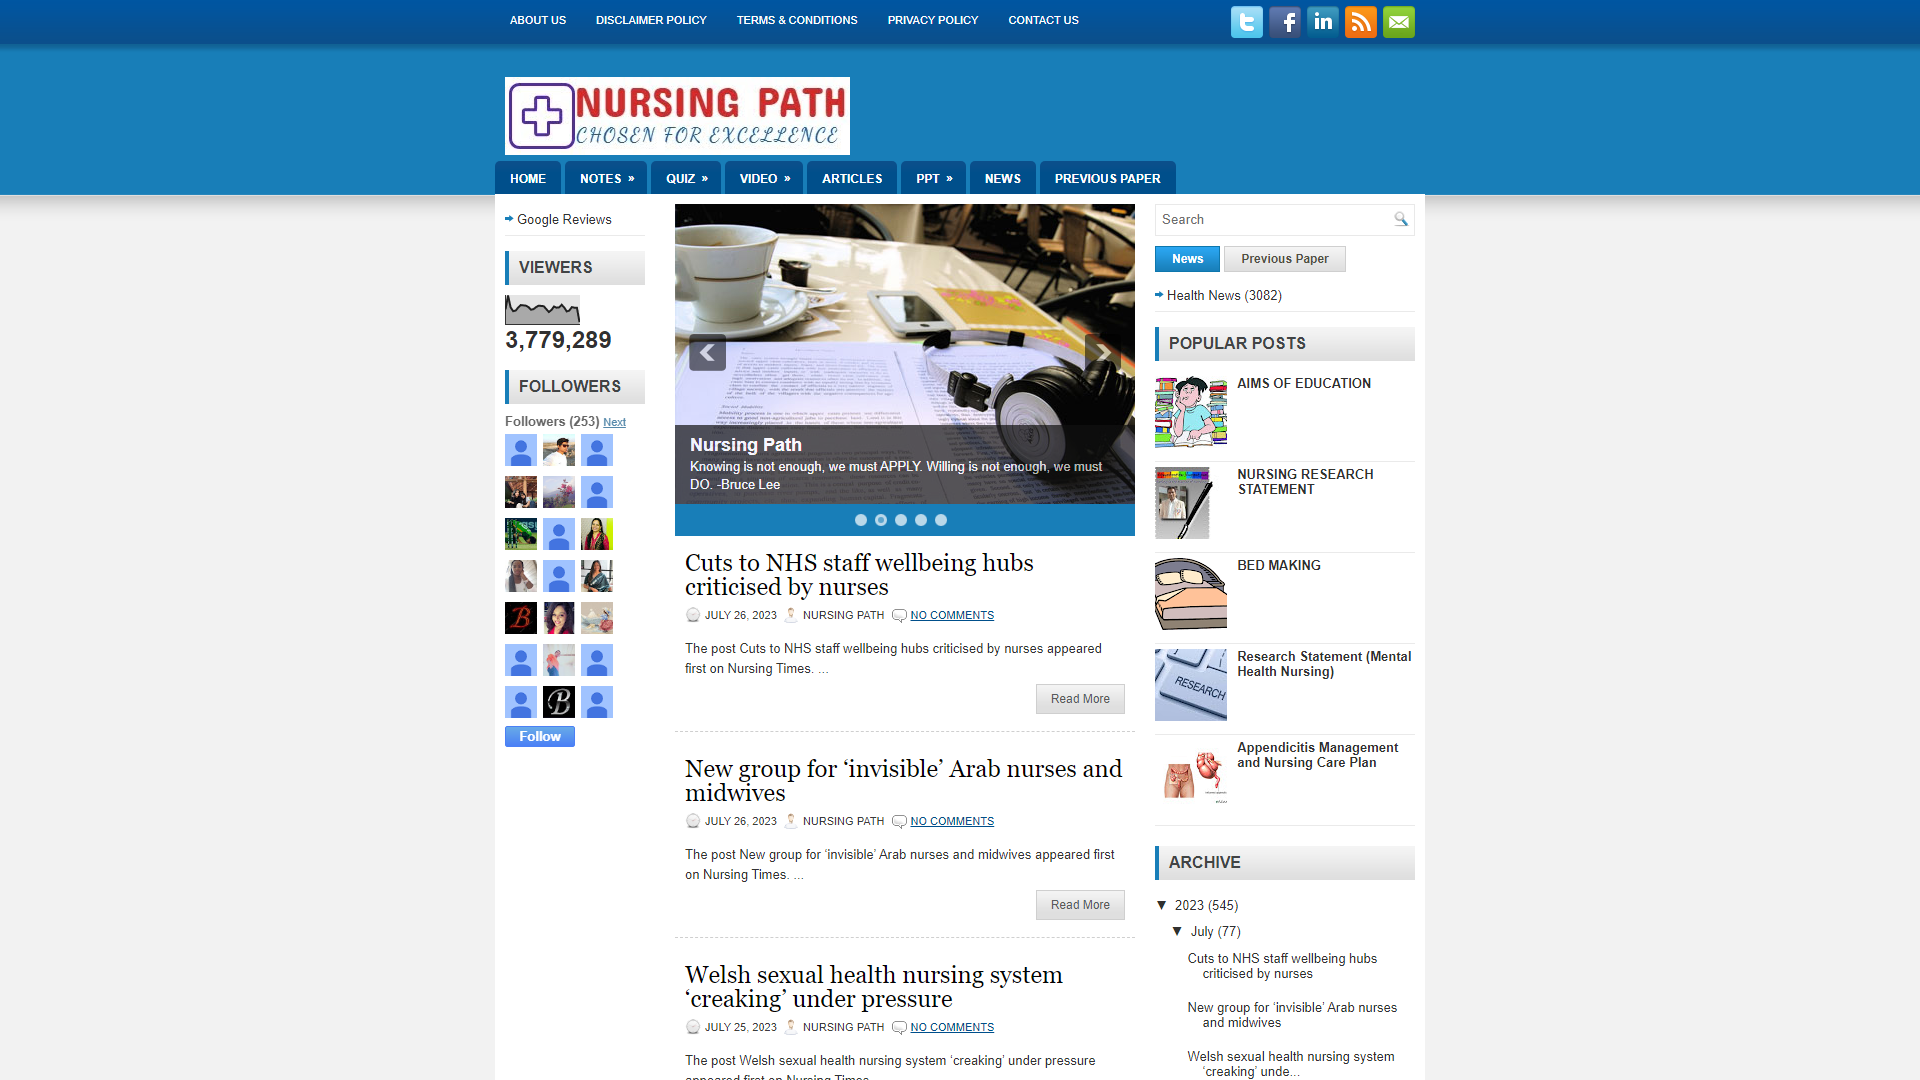 ABOUT US DISCLAIMER POLICY TERMS & CONDITIONS PRIVACY POLICY CONTACT US
NURSING PATH
CHOSEN FOR EXCELLENCE
HOME NOTES » QUIZ » VIDEO » ARTICLES PPT » NEWS PREVIOUS PAPER
Google Reviews
VIEWERS
3,779,289
FOLLOWERS
Followers (253) Next
Follow
Nursing Path
Knowing is not enough, we must APPLY. Willing is not enough, we must
DO. -Bruce Lee
Cuts to NHS staff wellbeing hubs
criticised by nurses
JULY 26, 2023 NURSING PATH NO COMMENTS
The post Cuts to NHS staff wellbeing hubs criticised by nurses appeared
first on Nursing Times. ...
Read More
New group for ‘invisible’ Arab nurses and
midwives
JULY 26, 2023 NURSING PATH NO COMMENTS
The post New group for ‘invisible’ Arab nurses and midwives appeared first
on Nursing Times. ...
Read More
Welsh sexual health nursing system
‘creaking’ under pressure
JULY 25, 2023 NURSING PATH NO COMMENTS
The post Welsh sexual health nursing system ‘creaking’ under pressure
appeared first on Nursing Times.
Search
News Previous Paper
Health News (3082)
POPULAR POSTS
AIMS OF EDUCATION
NURSING RESEARCH
STATEMENT
BED MAKING
RESEARCH
Research Statement (Mental
Health Nursing)
Appendicitis Management
and Nursing Care Plan
ARCHIVE
▼ 2023 (545)
▼ July (77)
Cuts to NHS staff wellbeing hubs
criticised by nurses
New group for ‘invisible’ Arab nurses
and midwives
Welsh sexual health nursing system
‘creaking’ unde...